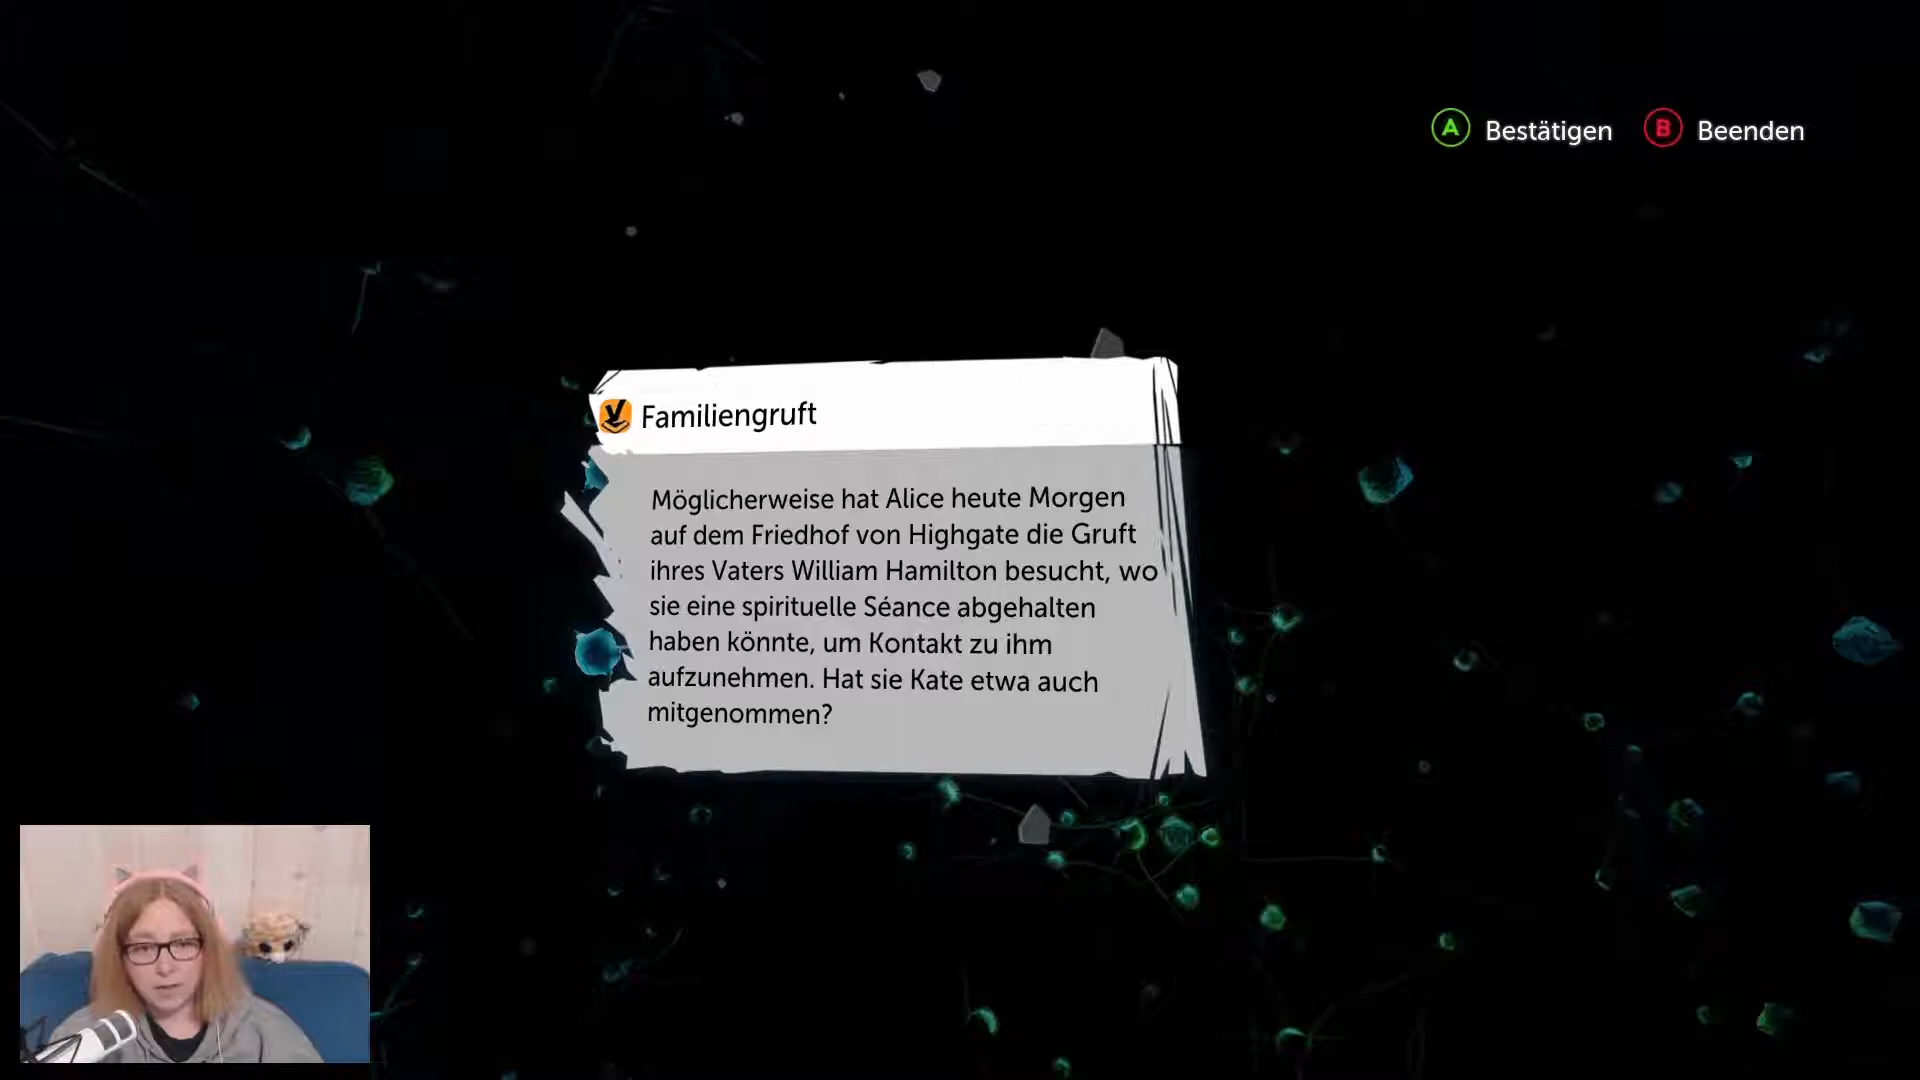 A Bestätigen B Beenden
Familiengruft
Möglicherweise hat Alice heute Morgen
auf dem Friedhof von Highgate die Gruft
ihres Vaters William Hamilton besucht, wo
sie eine spirituelle Séance abgehalten
haben könnte, um Kontakt zu ihm
aufzunehmen. Hat sie Kate etwa auch
mitgenommen?